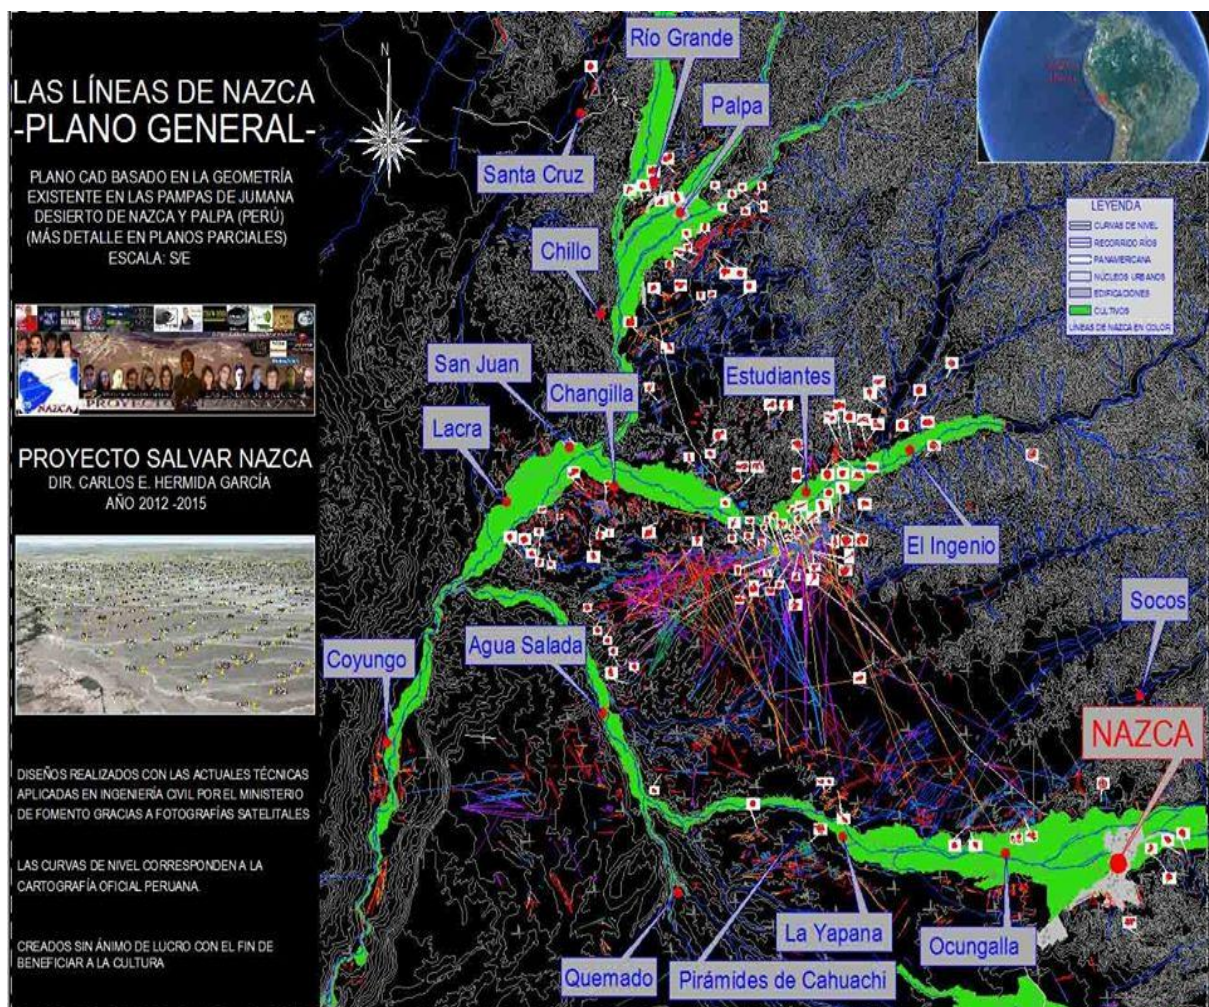 LAS LÍNEAS DE NAZCA
-PLANO GENERAL-
PLANO CAD BASADO EN LA GEOMETRÍA
EXISTENTE EN LAS PAMPAS DE JUMANA
DESIERTO DE NAZCA Y PALPA (PERÚ)
(MÁS DETALLE EN PLANOS PARCIALES)
ESCALA: S/E
NAZCA
PROYECTO
PROYECTO SALVAR NAZCA
DIR. CARLOS E. HERMIDA GARCÍA
AÑO 2012 -2015
DISEÑOS REALIZADOS CON LAS ACTUALES TÉCNICAS
APLICADAS EN INGENIERÍA CIVIL POR EL MINISTERIO
DE FOMENTO GRACIAS A FOTOGRAFÍAS SATELITALES
LAS CURVAS DE NIVEL CORRESPONDEN A LA
CARTOGRAFÍA OFICIAL PERUANA.
CREADOS SIN ÁNIMO DE LUCRO CON EL FIN DE
BENEFICIAR A LA CULTURA
N
Río Grande
Palpa
Santa Cruz
Chillo
San Juan
Changilla
Estudiantes
Lacra
El Ingenio
Socos
Agua Salada
Coyungo
NAZCA
La Yapana
Ocungalla
Quemado
Pirámides de Cahuachi
LEYENDA
CURVAS DE NIVEL
RECORRIDO RÍOS
PANAMERICANA
NÚCLEOS URBANOS
EDIFICACIONES
CULTIVOS
LÍNEAS DE NAZCA EN COLOR